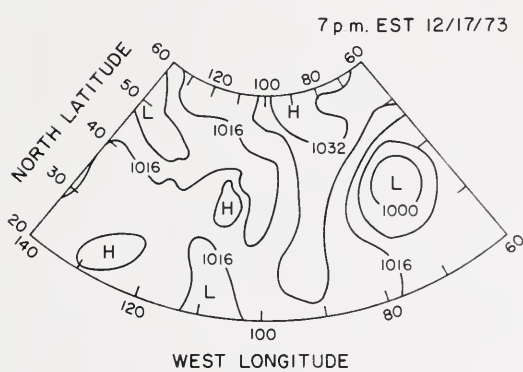 7 p.m. EST 12/17/73
60 120 100 80 60
NORTH LATITUDE
50 L H
40 1016 1032
1016
30 L
H 1000
20
140 H 1016 1016 60
L
120 100 80
WEST LONGITUDE